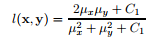 l(x, y) = \frac{2\mu_x\mu_y + C_1}{\mu_x^2 + \mu_y^2 + C_1}